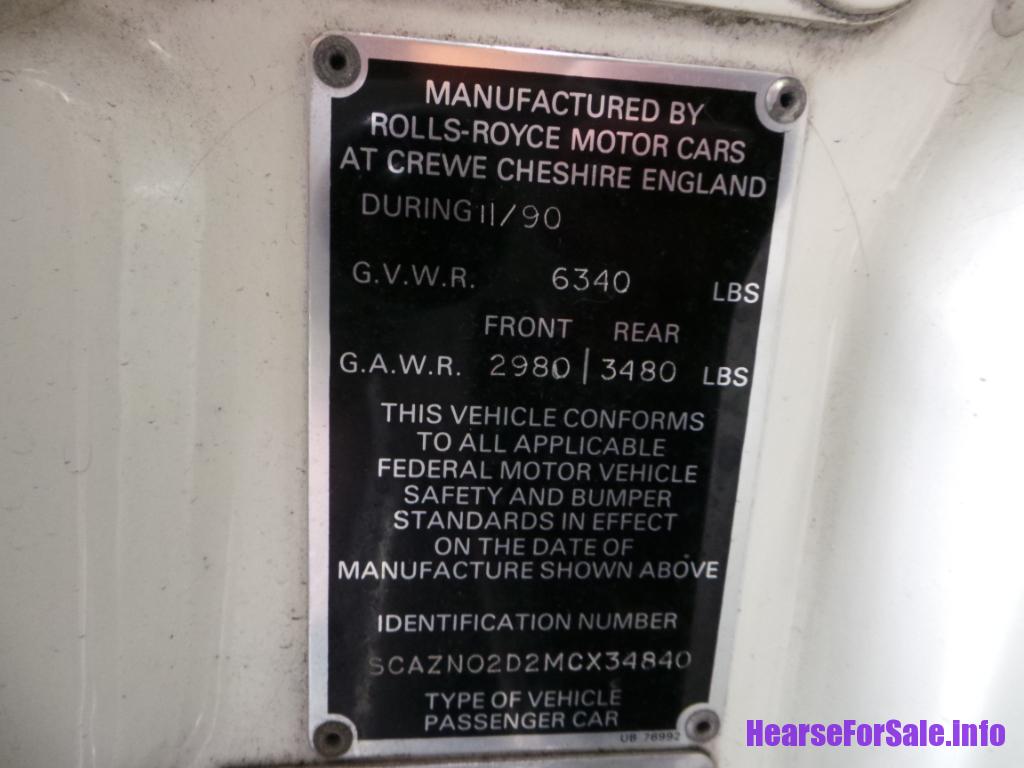 MANUFACTURED BY
ROLLS-ROYCE MOTOR CARS
AT CREWE CHESHIRE ENGLAND
DURING 11/90
G.V.W.R. 6340 LBS
FRONT REAR
G.A.W.R. 2980 | 3480 LBS
THIS VEHICLE CONFORMS
TO ALL APPLICABLE
FEDERAL MOTOR VEHICLE
SAFETY AND BUMPER
STANDARDS IN EFFECT
ON THE DATE OF
MANUFACTURE SHOWN ABOVE
IDENTIFICATION NUMBER
SCAZN02D2MCX34840
TYPE OF VEHICLE
PASSENGER CAR
UB 76992
HearseForSale.Info